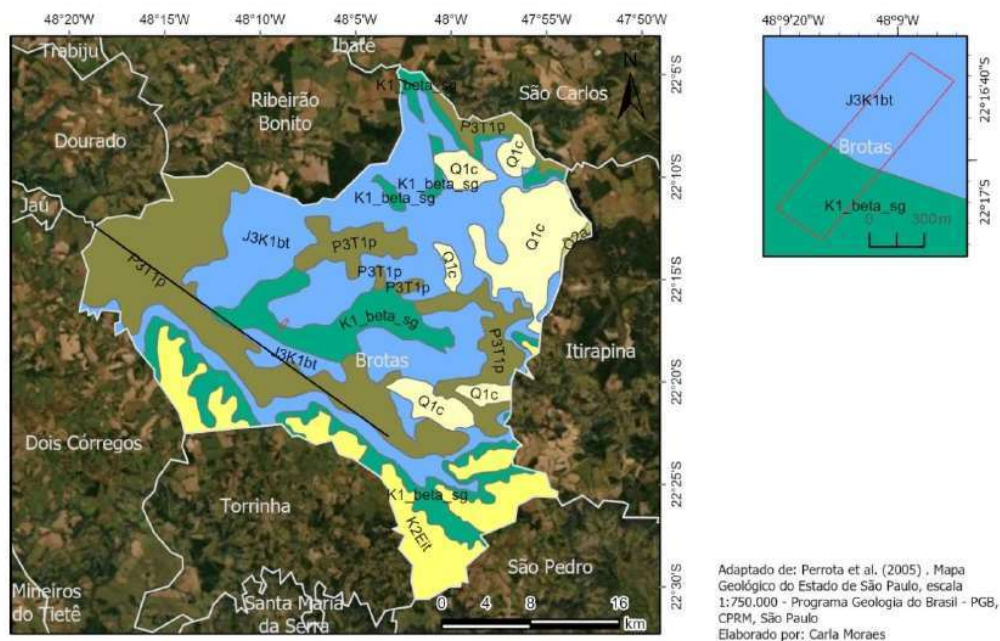 48°20'O
48°10'O
48°5'O
48°O
47°55'O
47°50'O
48°9'20"W
48°9'W
Trabiju
Ibaté
N
22°5'S
K1_beta_sg
São Carlos
Ribeirão
Bonito
Dourado
P3T1p
Q1c
Q1c
22°10'S
K1_beta_sg
K1_beta_sg
Jaú
J3K1bt
Q1c
Q2a
P3T1p
P3T1p
Q1c
P3T1p
P3T1p
22°15'S
K1_beta_sg
P3T1p
J3K1bt
Brotas
Itirapina
Q1c
Q1c
22°20'S
Dois Córregos
22°25'S
K1_beta_sg
Torrinha
K2Eit
São Pedro
Mineiros
do Tietê
Santa Maria
da Serra
22°30'S
0 4 8 16
km
J3K1bt
22°16'40"S
Brotas
K1_beta_sg
22°17'S
0 300 m
Adaptado de: Perrota et al. (2005) . Mapa
Geológico do Estado de São Paulo, escala
1:750.000 - Programa Geologia do Brasil - PGB,
CPRM, São Paulo
Elaborado por: Carla Moraes